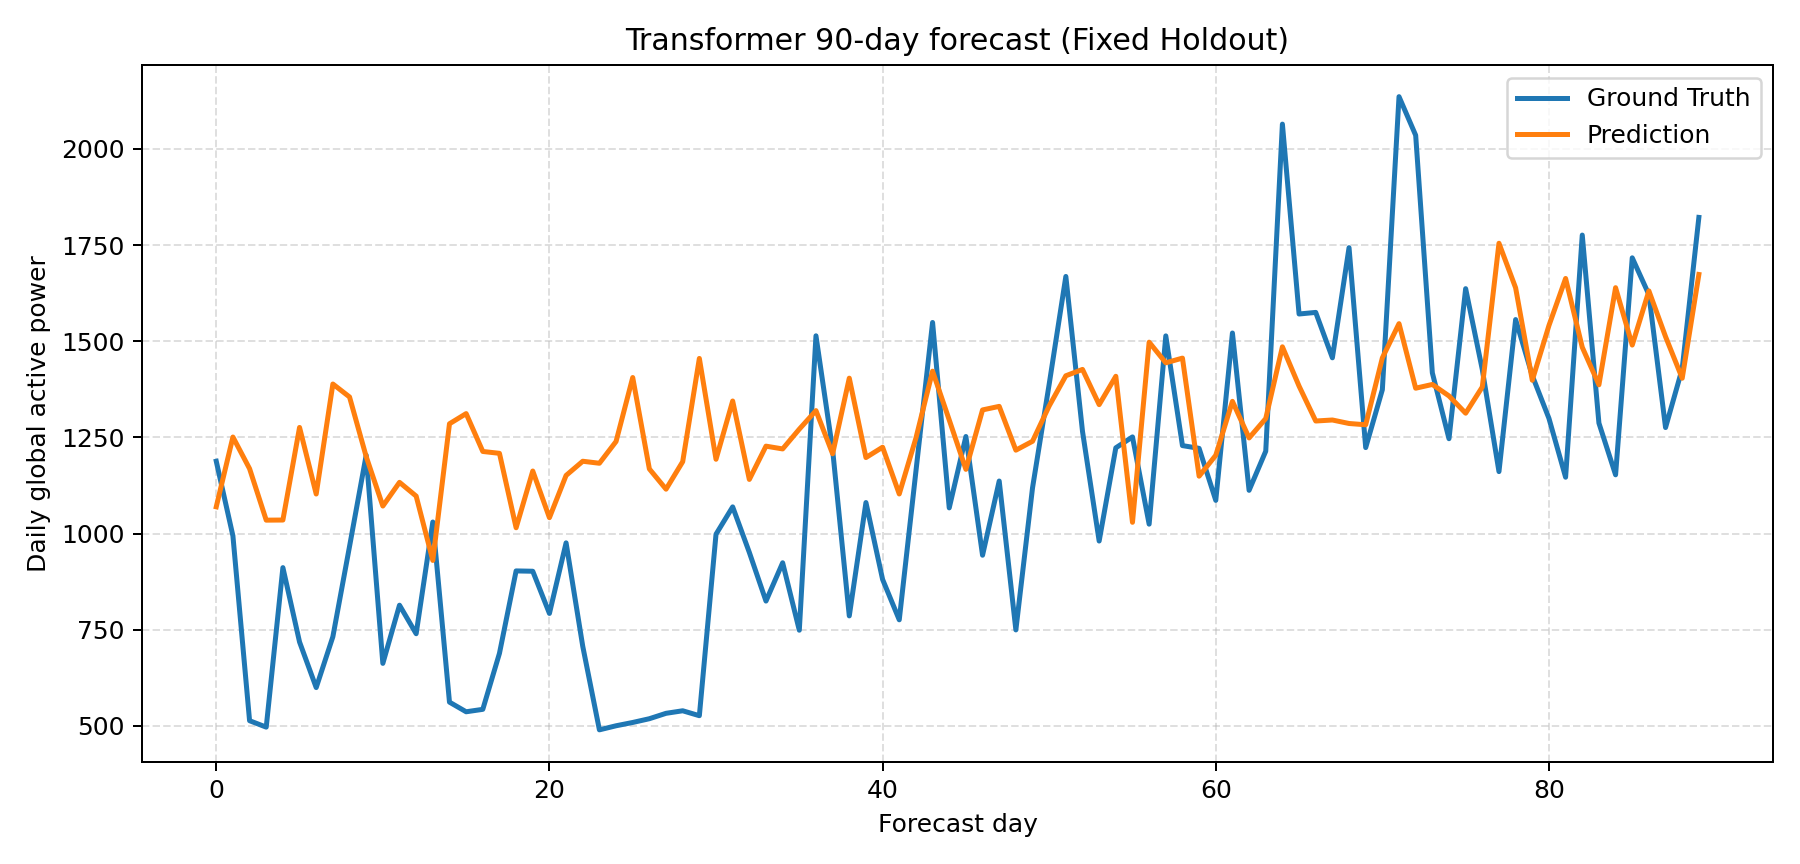 Transformer 90-day forecast (Fixed Holdout)
Ground Truth
Prediction
Daily global active power
2000
1750
1500
1250
1000
750
500
0 20 40 60 80
Forecast day